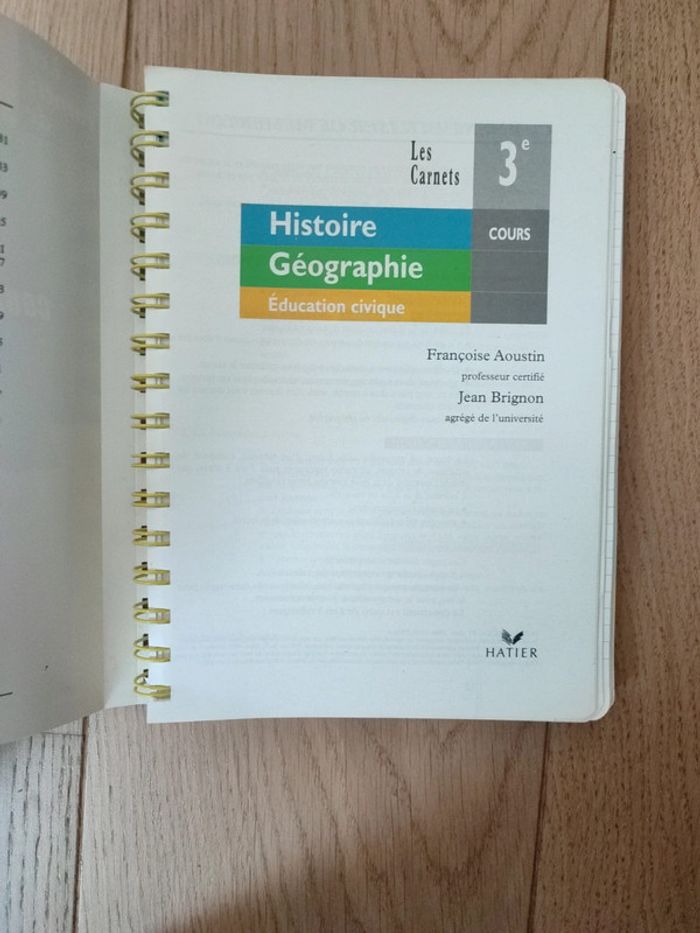 Les
Carnets
3e
Histoire
COURS
Géographie
Éducation civique
Françoise Aoustin
professeur certifié
Jean Brignon
agrégé de l'université
HATIER